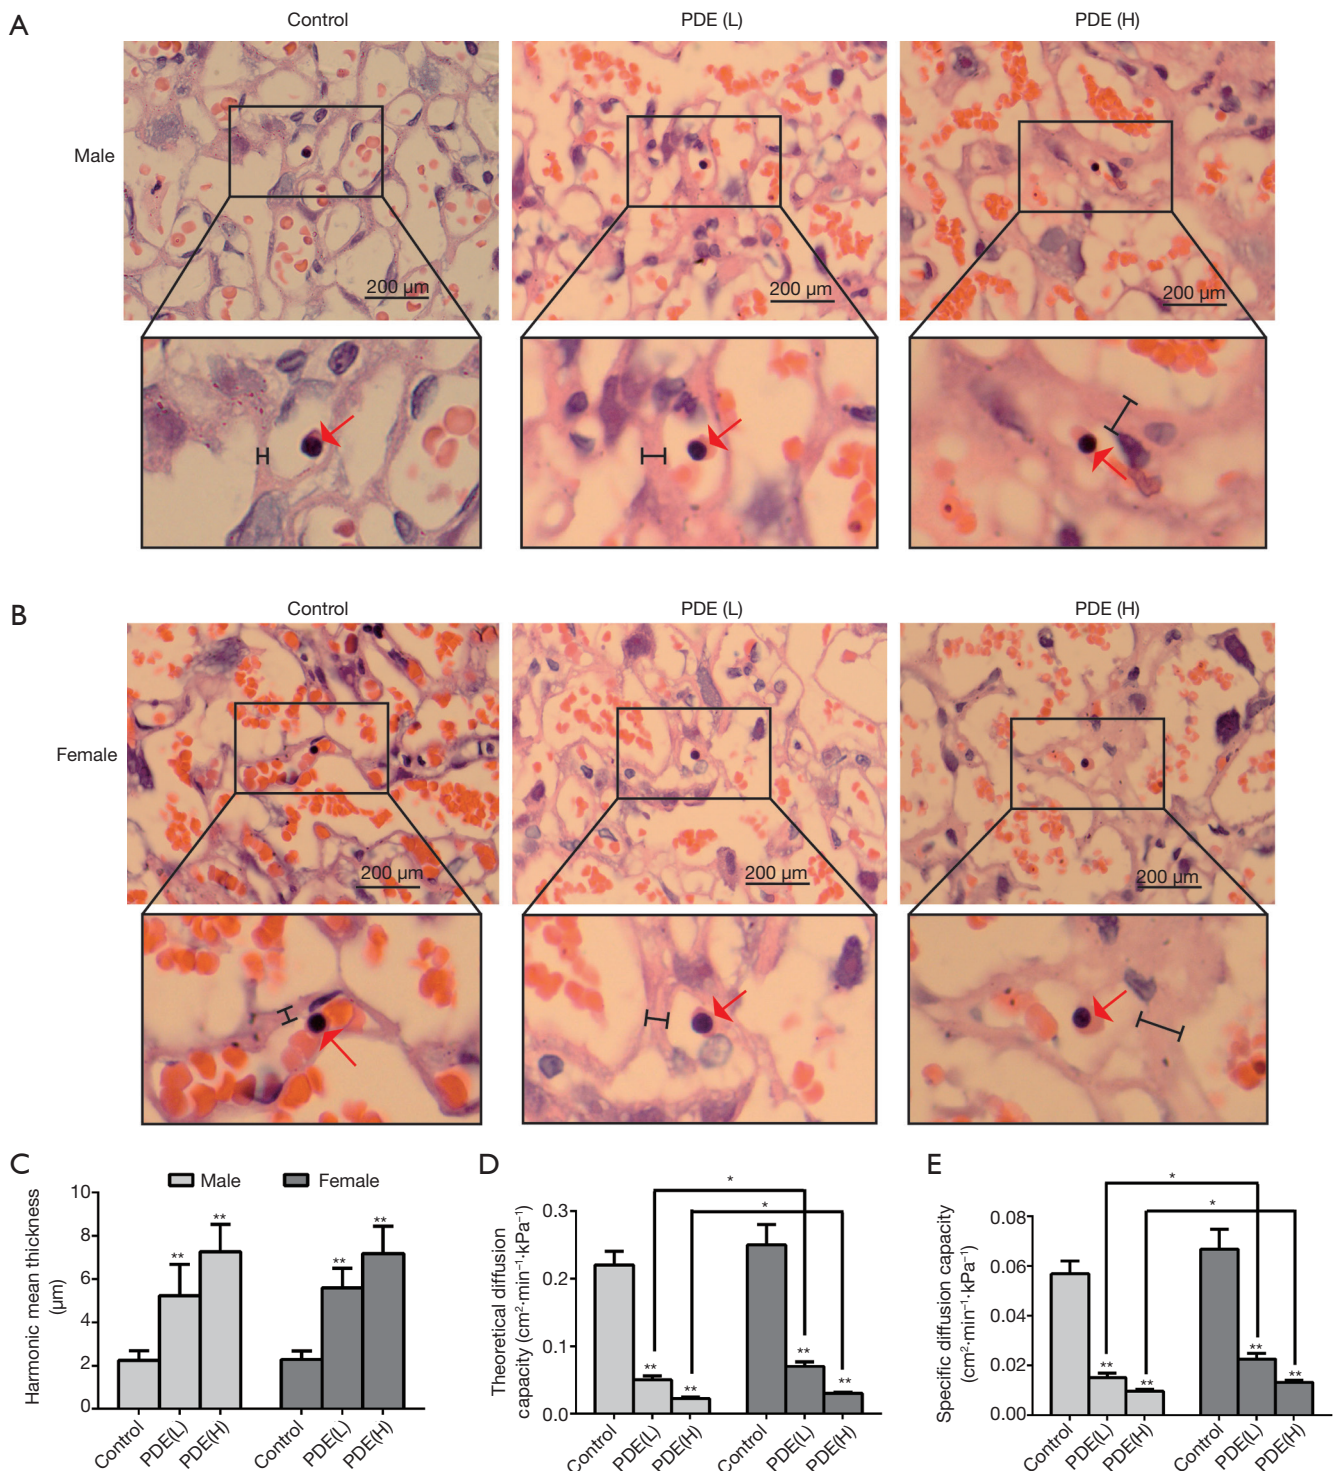 A
Control
PDE (L)
PDE (H)
Male
200 µm
200 µm
200 µm
B
Control
PDE (L)
PDE (H)
Female
200 µm
200 µm
200 µm
C
Male
Female
Harmonic mean thickness
(µm)
10
8
6
4
2
0
**
**
**
**
Control
PDE(L)
PDE(H)
Control
PDE(L)
PDE(H)
D
Theoretical diffusion
capacity (cm²·min⁻¹·kPa⁻¹)
0.3
0.2
0.1
0.0
*
*
**
**
**
**
Control
PDE(L)
PDE(H)
Control
PDE(L)
PDE(H)
E
Specific diffusion capacity
(cm²·min⁻¹·kPa⁻¹)
0.08
0.06
0.04
0.02
0.00
*
*
**
**
**
**
Control
PDE(L)
PDE(H)
Control
PDE(L)
PDE(H)